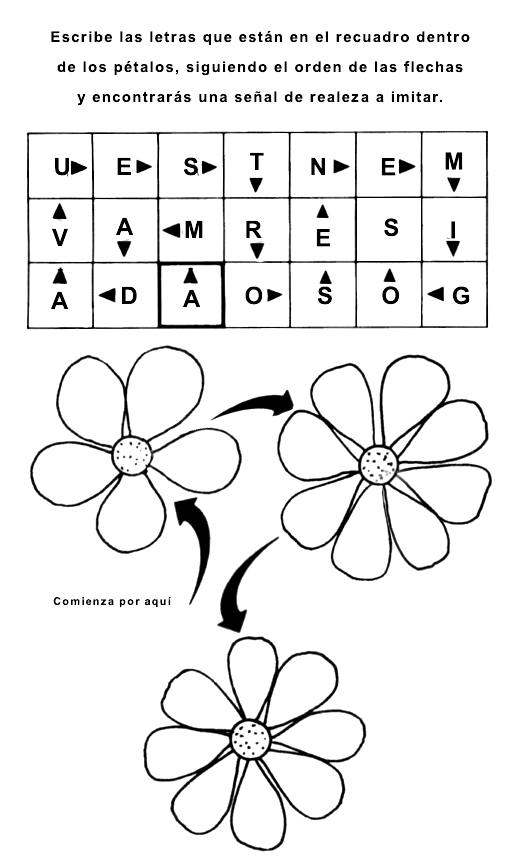 Escribe las letras que están en el recuadro dentro
de los pétalos, siguiendo el orden de las flechas
y encontrarás una señal de realeza a imitar.
U E S T N E M
V A M R E S I
A D A O S O G
Comienza por aquí